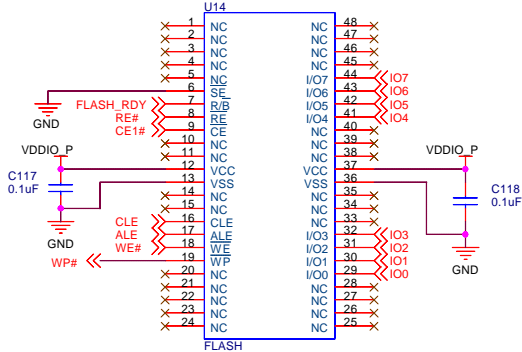 U14
1 NC NC 48
2 NC NC 47
3 NC NC 46
4 NC NC 45
5 NC I/O7 44 IO7
6 SE I/O6 43 IO6
FLASH_RDY 7 R/B I/O5 42 IO5
RE# 8 RE I/O4 41 IO4
CE1# 9 CE NC 40
GND
10 NC NC 39
11 NC NC 38
VDDIO_P 12 VCC VCC 37 VDDIO_P
13 VSS VSS 36
C117
0.1uF
C118
0.1uF
14 NC NC 35
15 NC NC 34
CLE 16 CLE NC 33
ALE 17 ALE I/O3 32 IO3
WE# 18 WE I/O2 31 IO2
WP# 19 WP I/O1 30 IO1
GND
20 NC I/O0 29 IO0
GND
21 NC NC 28
22 NC NC 27
23 NC NC 26
24 NC NC 25
FLASH